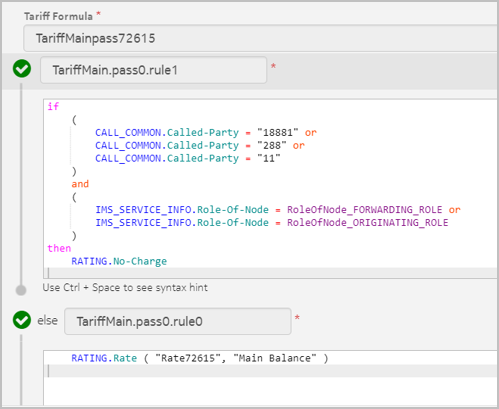 Tariff Formula *
TariffMainpass72615
TariffMain.pass0.rule1 *
if
(
CALL_COMMON.Called-Party = "18881" or
CALL_COMMON.Called-Party = "288" or
CALL_COMMON.Called-Party = "11"
)
and
(
IMS_SERVICE_INFO.Role-Of-Node = RoleOfNode_FORWARDING_ROLE or
IMS_SERVICE_INFO.Role-Of-Node = RoleOfNode_ORIGINATING_ROLE
)
then
RATING.No-Charge
Use Ctrl + Space to see syntax hint
else TariffMain.pass0.rule0 *
RATING.Rate ( "Rate72615", "Main Balance" )